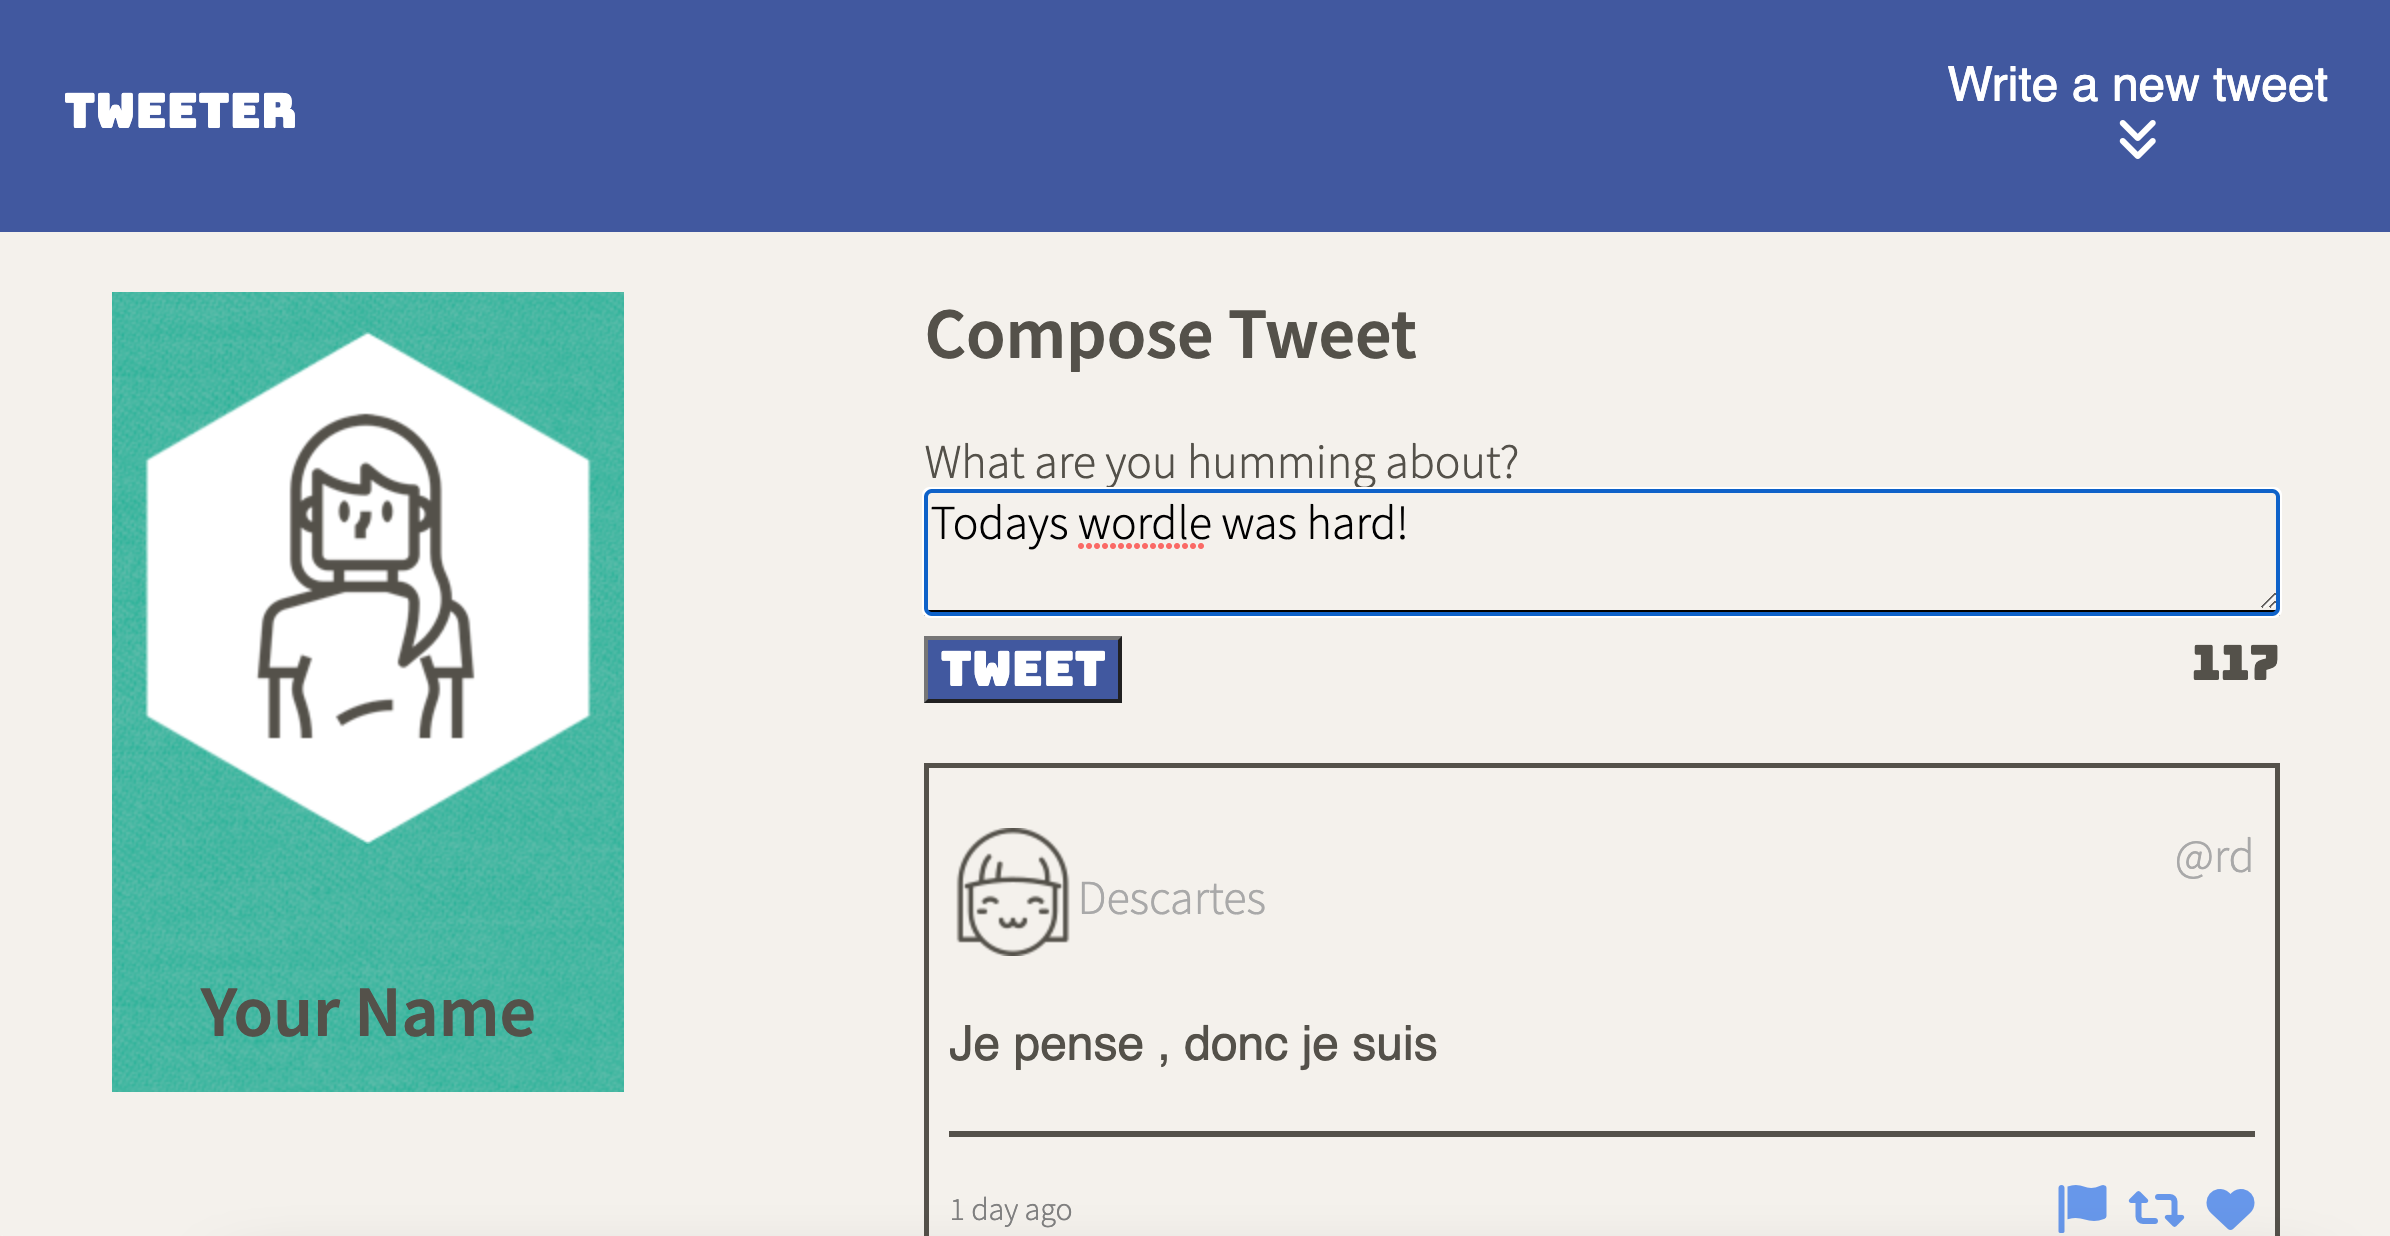 TWEETER
Write a new tweet
Your Name
Compose Tweet
What are you humming about?
Todays wordle was hard!
TWEET
117
Descartes
@rd
Je pense , donc je suis
1 day ago